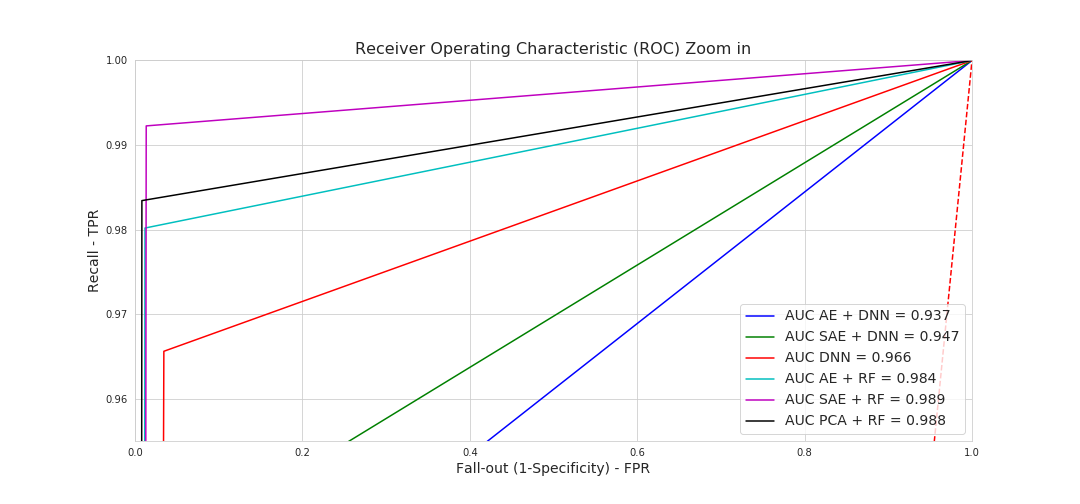 Receiver Operating Characteristic (ROC) Zoom in
1.00
0.99
0.98
0.97
0.96
Recall - TPR
AUC AE + DNN = 0.937
AUC SAE + DNN = 0.947
AUC DNN = 0.966
AUC AE + RF = 0.984
AUC SAE + RF = 0.989
AUC PCA + RF = 0.988
0.0 0.2 0.4 0.6 0.8 1.0
Fall-out (1-Specificity) - FPR